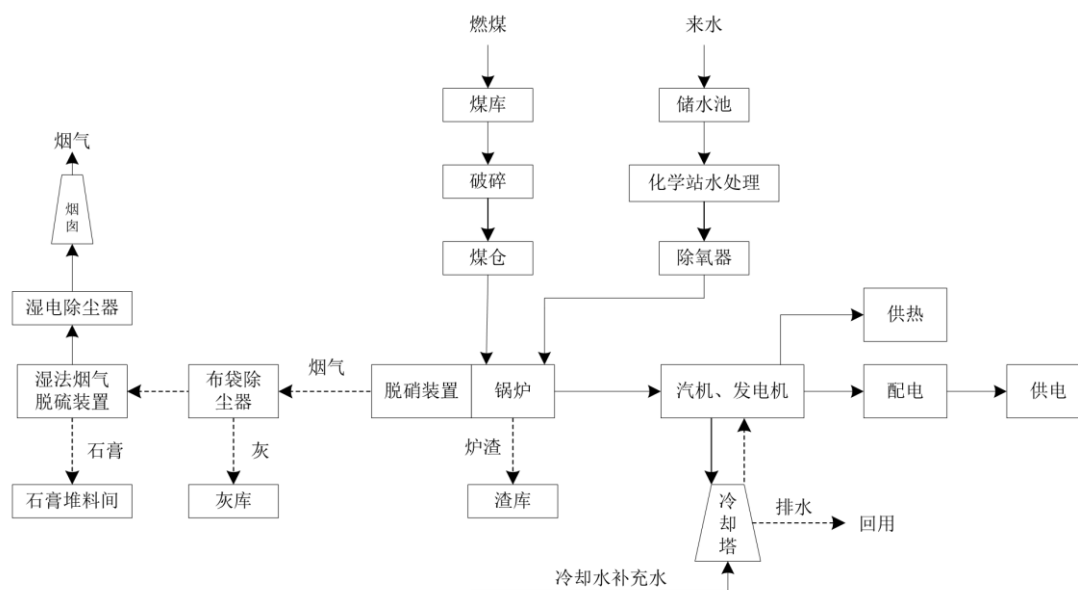 燃煤
来水
煤库
储水池
烟气
破碎
化学站水处理
烟
囱
煤仓
除氧器
湿电除尘器
供热
烟气
湿法烟气
脱硫装置
布袋除
尘器
脱硝装置
锅炉
汽机、发电机
配电
供电
石膏
灰
炉渣
石膏堆料间
灰库
渣库
冷
却
塔
排水
回用
冷却水补充水